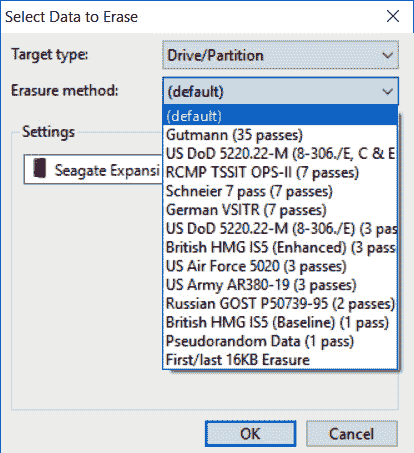 Select Data to Erase
Target type: Drive/Partition
Erasure method: (default)
(default)
Gutmann (35 passes)
US DoD 5220.22-M (8-306./E, C & E
RCMP TSSIT OPS-II (7 passes)
Schneier 7 pass (7 passes)
German VSITR (7 passes)
US DoD 5220.22-M (8-306./E) (3 pas
British HMG IS5 (Enhanced) (3 pass
US Air Force 5020 (3 passes)
US Army AR380-19 (3 passes)
Russian GOST P50739-95 (2 passes)
British HMG IS5 (Baseline) (1 pass)
Pseudorandom Data (1 pass)
First/last 16KB Erasure
Settings
Seagate Expansi
OK Cancel